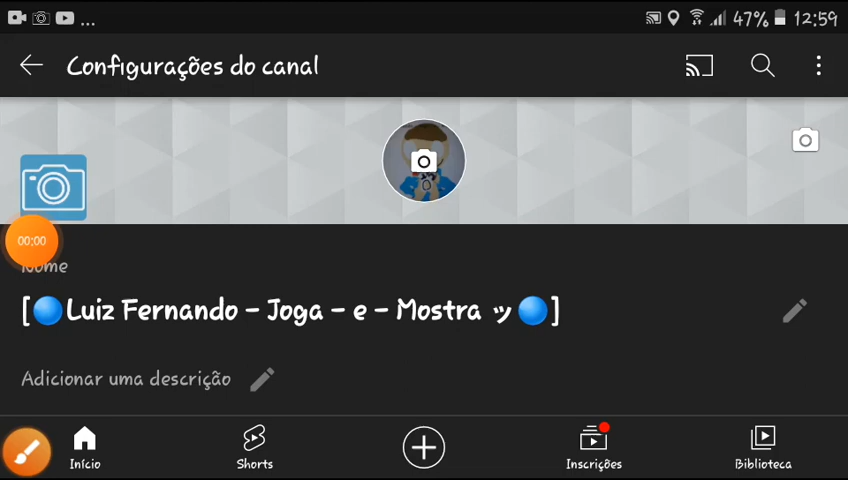 ... 47% 12:59
Configurações do canal
00:00
Nome
[🔵Luiz Fernando - Joga - e - Mostra ッ🔵]
Adicionar uma descrição
Início Shorts Inscrições Biblioteca